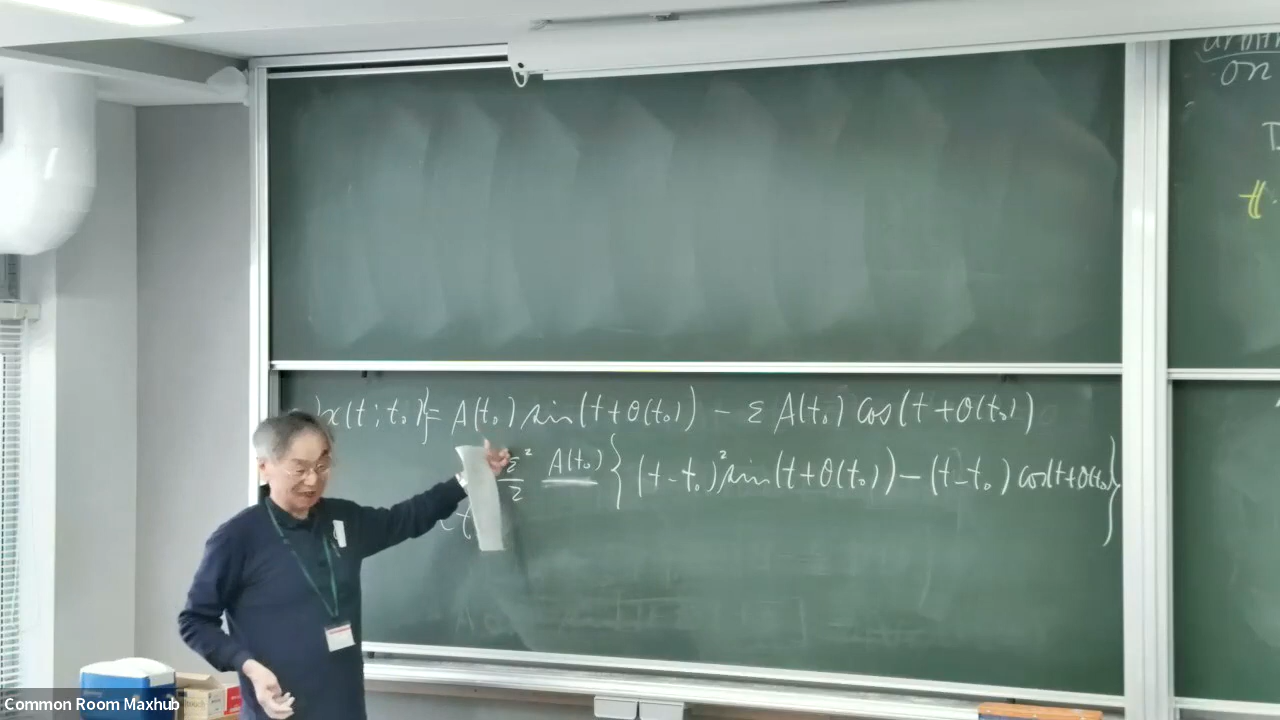 x(t; t₀) = A(t₀) sin(t + θ(t₀)) − ε A(t₀) cos(t + θ(t₀))
ε²/2 A(t₀) { (t − t₀)² sin(t + θ(t₀)) − (t − t₀) cos(t + θ(t₀)) }
on
Common Room Maxhub